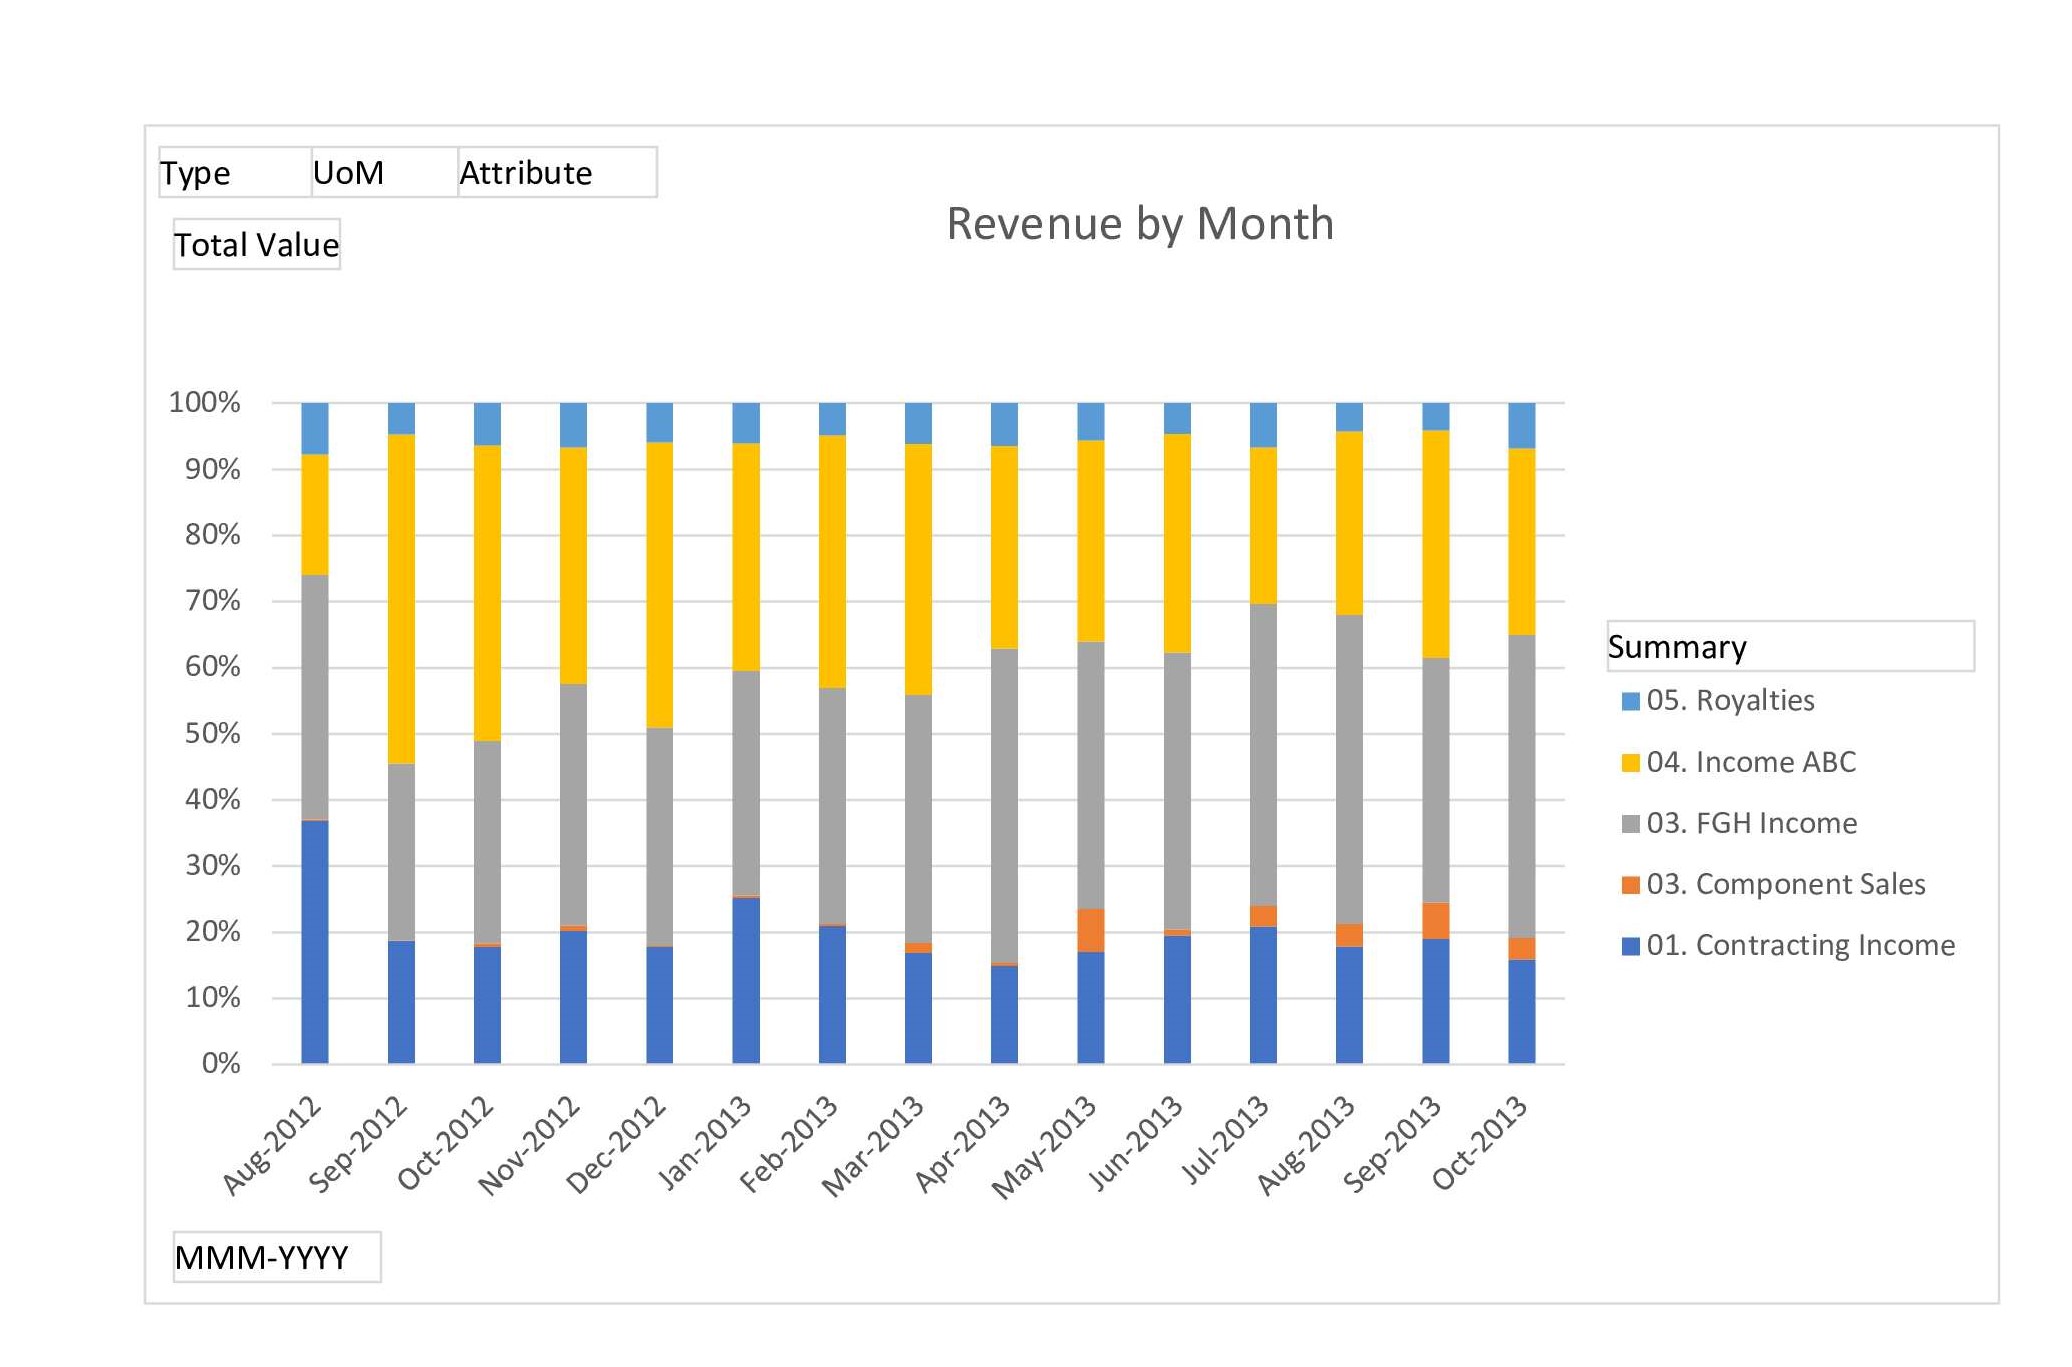 Type UoM Attribute
Total Value
Revenue by Month
100%
90%
80%
70%
60%
50%
40%
30%
20%
10%
0%
Aug-2012
Sep-2012
Oct-2012
Nov-2012
Dec-2012
Jan-2013
Feb-2013
Mar-2013
Apr-2013
May-2013
Jun-2013
Jul-2013
Aug-2013
Sep-2013
Oct-2013
Summary
05. Royalties
04. Income ABC
03. FGH Income
03. Component Sales
01. Contracting Income
MMM-YYYY